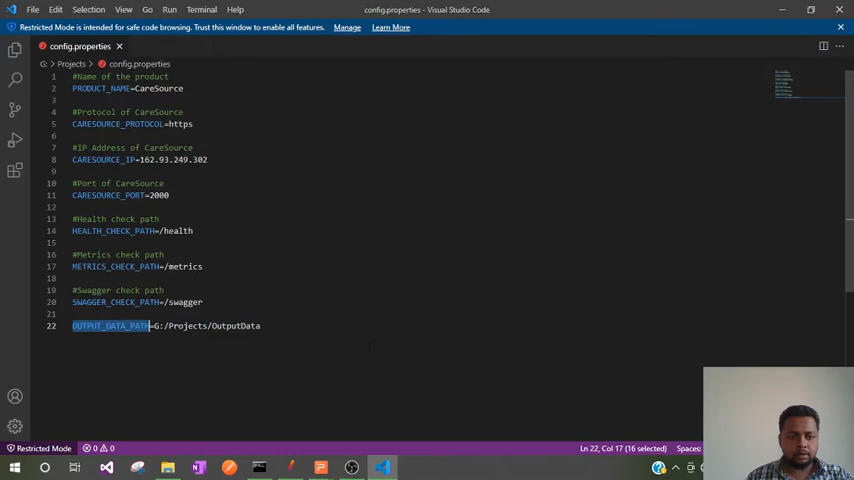 File Edit Selection View Go Run Terminal Help config.properties - Visual Studio Code
Restricted Mode is intended for safe code browsing. Trust this window to enable all features. Manage Learn More
config.properties
G: > Projects > config.properties
1 #Name of the product
2 PRODUCT_NAME=CareSource
3
4 #Protocol of CareSource
5 CARESOURCE_PROTOCOL=https
6
7 #IP Address of CareSource
8 CARESOURCE_IP=162.93.249.302
9
10 #Port of CareSource
11 CARESOURCE_PORT=2000
12
13 #Health check path
14 HEALTH_CHECK_PATH=/health
15
16 #Metrics check path
17 METRICS_CHECK_PATH=/metrics
18
19 #Swagger check path
20 SWAGGER_CHECK_PATH=/swagger
21
22 OUTPUT_DATA_PATH=G:/Projects/OutputData
Restricted Mode 0 0 Ln 22, Col 17 (16 selected) Spaces: